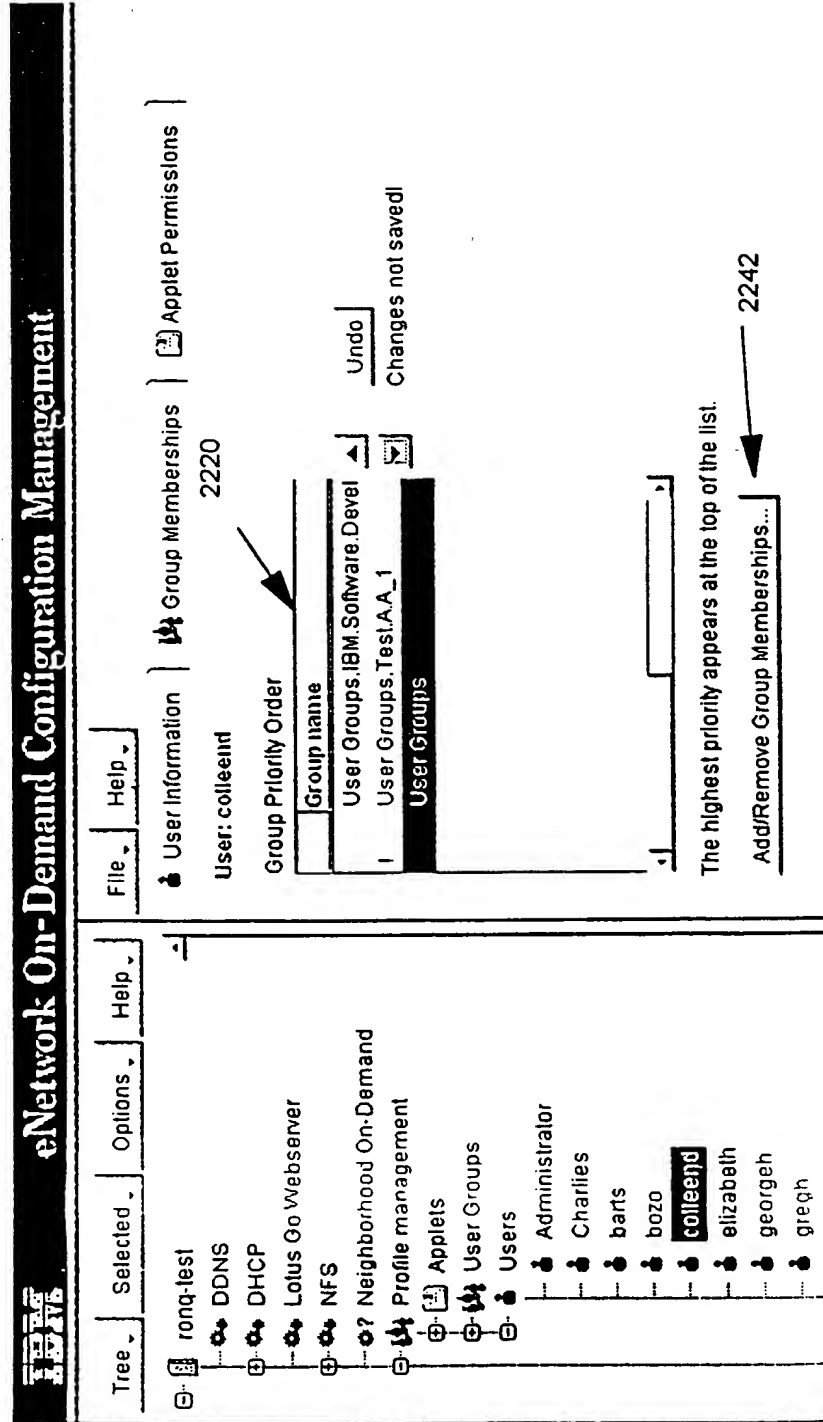 IBM eNetwork On-Demand Configuration Management
Tree Selected Options Help
ronq-test
DDNS
DHCP
Lotus Go Webserver
NFS
Neighborhood On-Demand
Profile management
Applets
User Groups
Users
Administrator
Charlies
barts
bozo
colleend
elizabeth
georgeh
gregh
File Help
User Information Group Memberships Applet Permissions
User: colleend
2220
Group Priority Order
Group name
User Groups.IBM.Software.Devel
User Groups.Test.A.A_1
User Groups
Undo
Changes not saved!
The highest priority appears at the top of the list.
Add/Remove Group Memberships...
2242